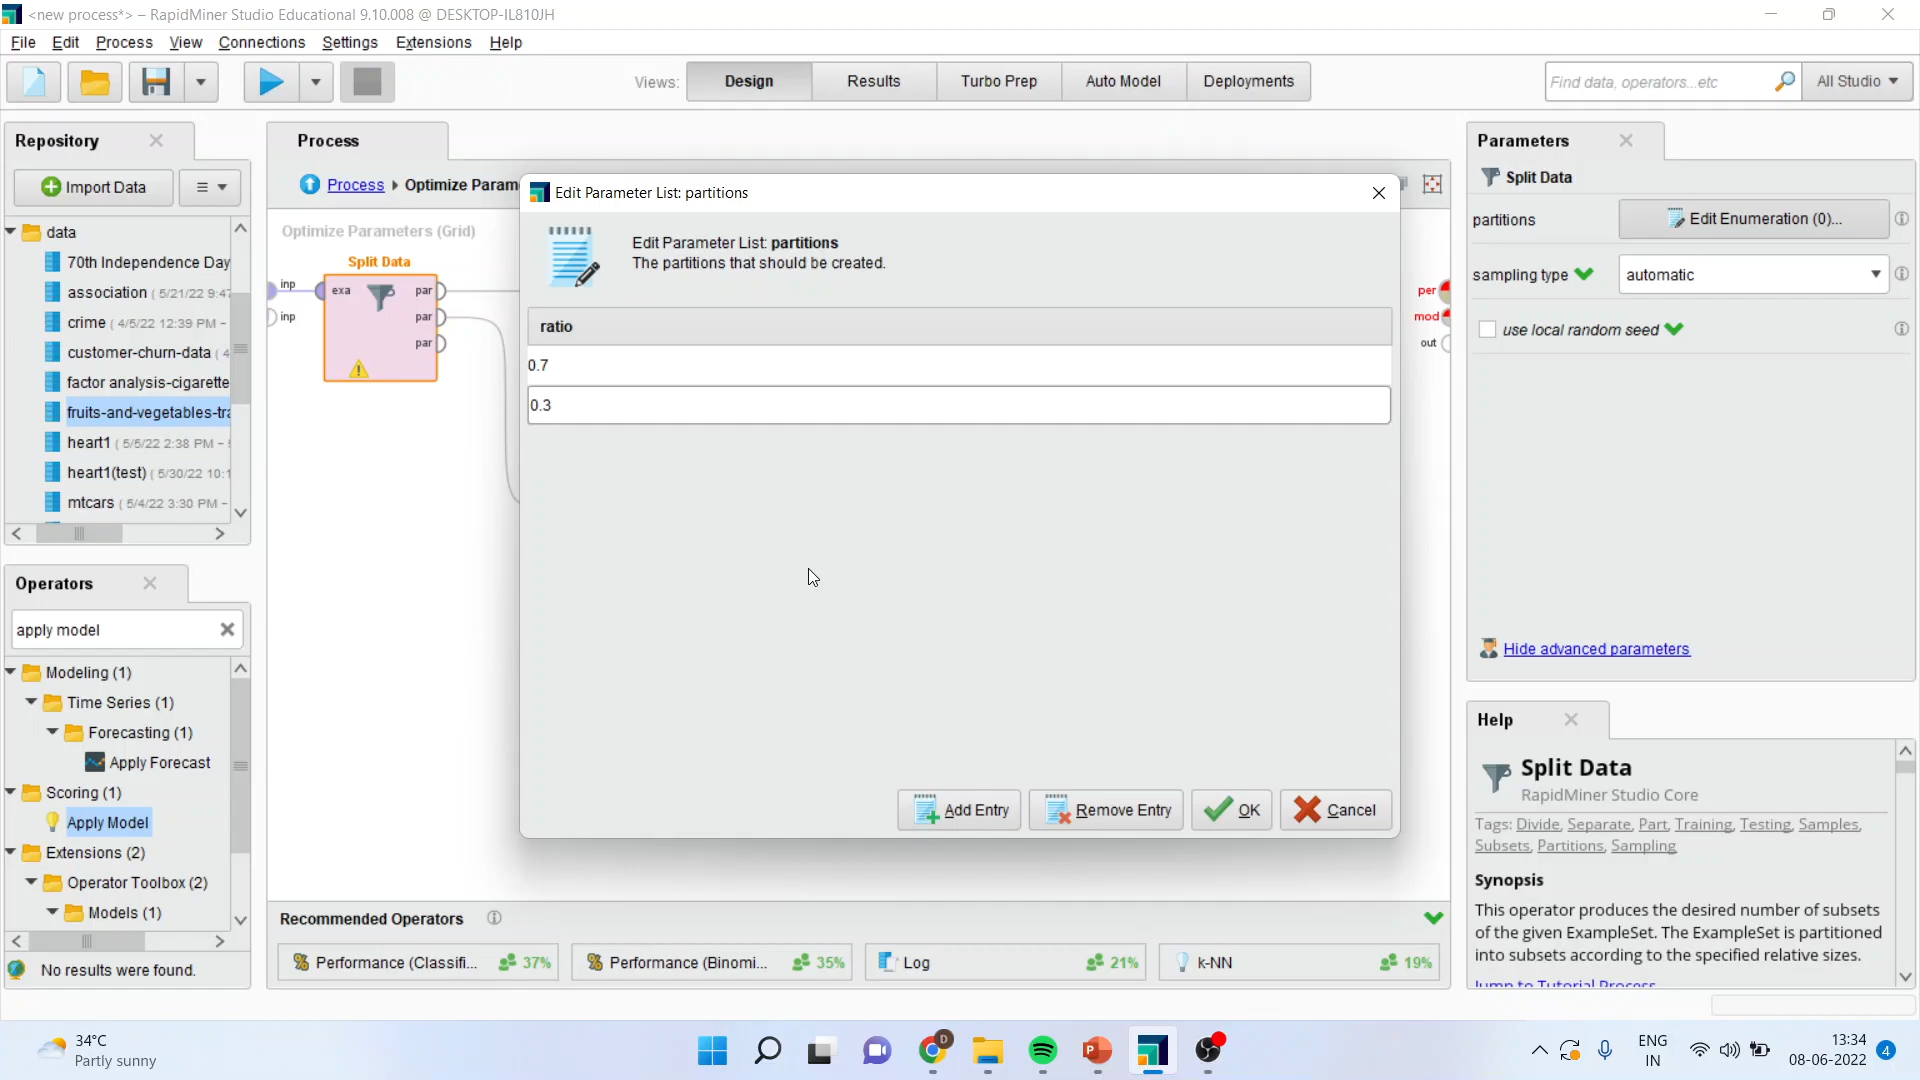 <new process*> – RapidMiner Studio Educational 9.10.008 @ DESKTOP-IL810JH
File Edit Process View Connections Settings Extensions Help
Views: Design Results Turbo Prep Auto Model Deployments
Find data, operators...etc
All Studio
Repository
Import Data
data
70th Independence Day
association ( 5/21/22 9:47
crime ( 4/5/22 12:39 PM –
customer-churn-data ( 4
factor analysis-cigarette
fruits-and-vegetables-tra
heart1 ( 5/5/22 2:38 PM –
heart1(test) ( 5/30/22 10:1
mtcars ( 5/4/22 3:30 PM –
Operators
apply model
Modeling (1)
Time Series (1)
Forecasting (1)
Apply Forecast
Scoring (1)
Apply Model
Extensions (2)
Operator Toolbox (2)
Models (1)
No results were found.
Process
Process Optimize Param
Optimize Parameters (Grid)
Split Data
inp
inp
exa
par
par
par
per
mod
out
Edit Parameter List: partitions
Edit Parameter List: partitions
The partitions that should be created.
ratio
0.7
0.3
Add Entry
Remove Entry
OK
Cancel
Recommended Operators
Performance (Classifi... 37%
Performance (Binomi... 35%
Log 21%
k-NN 19%
Parameters
Split Data
partitions
Edit Enumeration (0)...
sampling type
automatic
use local random seed
Hide advanced parameters
Help
Split Data
RapidMiner Studio Core
Tags: Divide, Separate, Part, Training, Testing, Samples,
Subsets, Partitions, Sampling
Synopsis
This operator produces the desired number of subsets
of the given ExampleSet. The ExampleSet is partitioned
into subsets according to the specified relative sizes.
Jump to Tutorial Process
34°C
Partly sunny
D
ENG
IN
13:34
08-06-2022
4